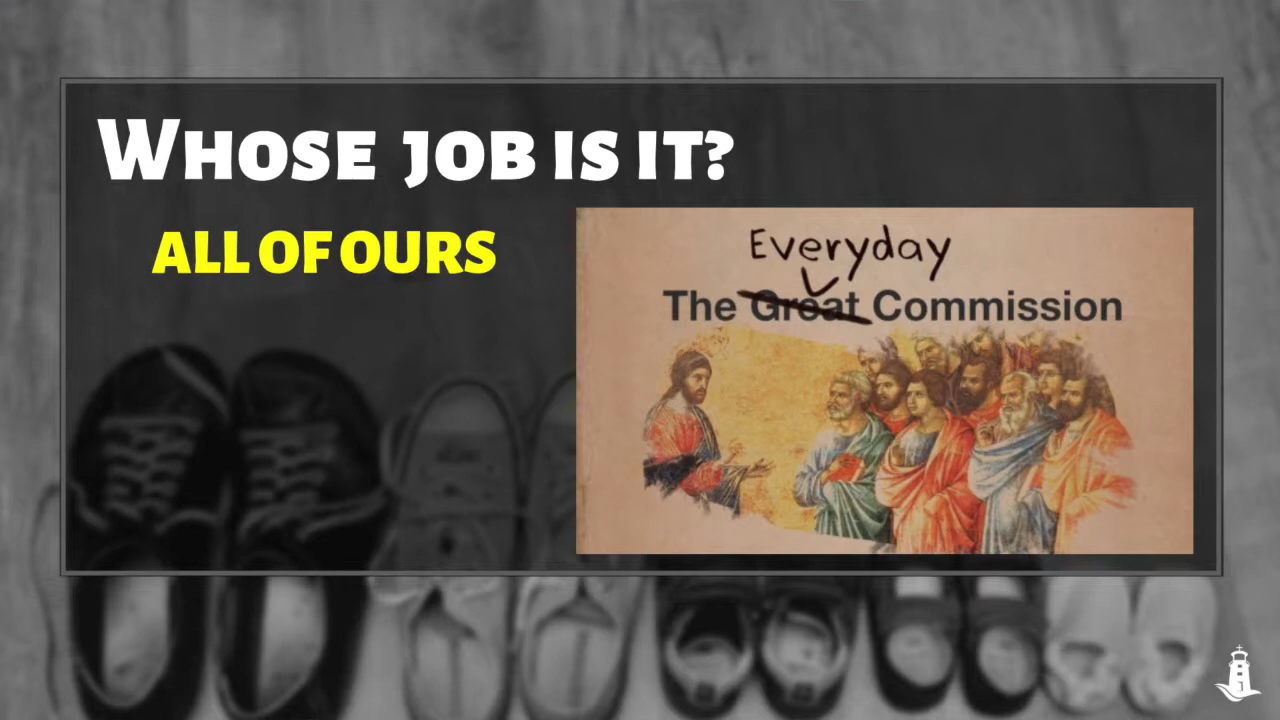 WHOSE JOB IS IT?
ALL OF OURS
Everyday
The Great Commission